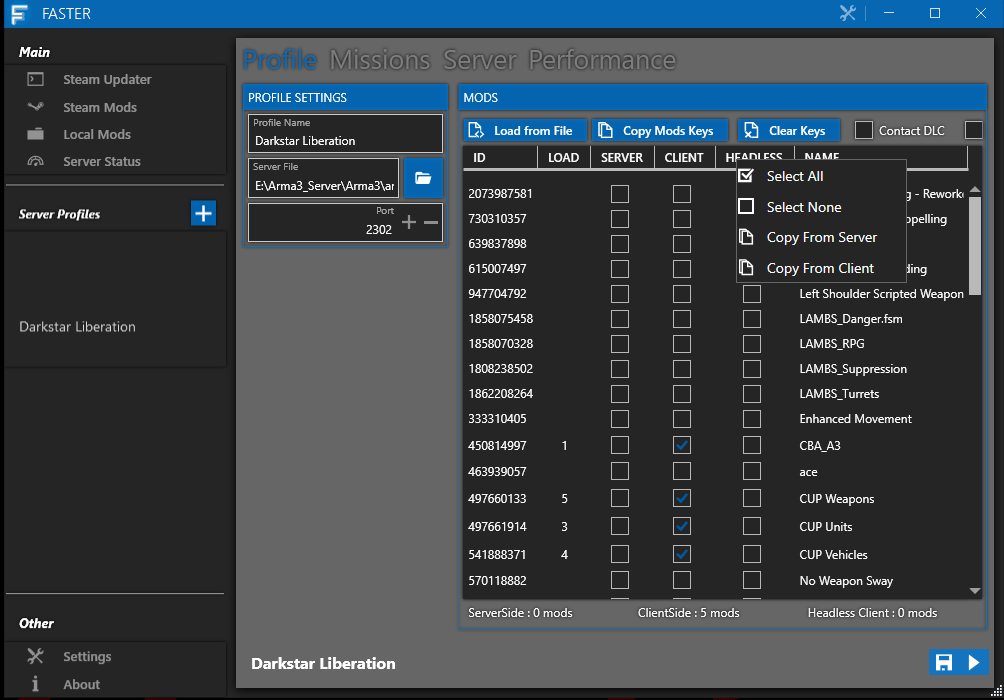 FASTER
Main
Steam Updater
Steam Mods
Local Mods
Server Status
Server Profiles
Darkstar Liberation
Other
Settings
About
Profile Missions Server Performance
PROFILE SETTINGS
Profile Name
Darkstar Liberation
Server File
E:\Arma3_Server\Arma3\ar
Port
2302
MODS
Load from File Copy Mods Keys Clear Keys Contact DLC
ID LOAD SERVER CLIENT HEADLESS NAME
Select All
Select None
Copy From Server
Copy From Client
2073987581 - Rework
730310357
639837898
615007497
947704792 Left Shoulder Scripted Weapon
1858075458 LAMBS_Danger.fsm
1858070328 LAMBS_RPG
1808238502 LAMBS_Suppression
1862208264 LAMBS_Turrets
333310405 Enhanced Movement
450814997 1 CBA_A3
463939057 ace
497660133 5 CUP Weapons
497661914 3 CUP Units
541888371 4 CUP Vehicles
570118882 No Weapon Sway
ServerSide : 0 mods ClientSide : 5 mods Headless Client : 0 mods
Darkstar Liberation